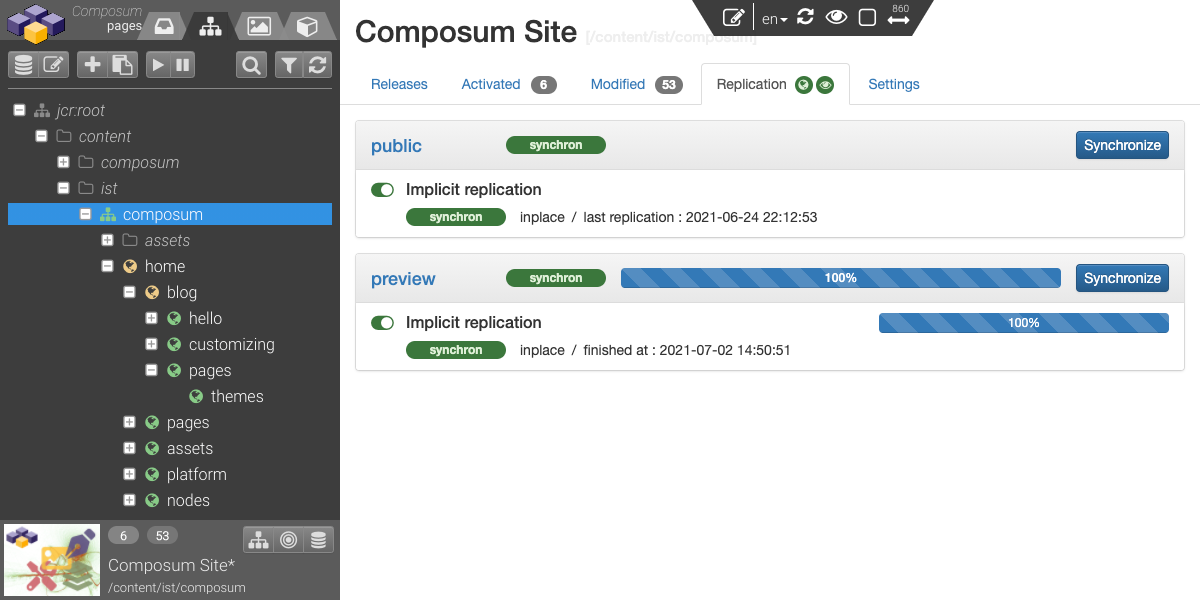 Composum
pages
jcr:root
content
composum
ist
composum
assets
home
blog
hello
customizing
pages
themes
pages
assets
platform
nodes
6 53
Composum Site*
/content/ist/composum
en
860
Composum Site [/content/ist/composum]
Releases Activated 6 Modified 53 Replication Settings
public synchron Synchronize
Implicit replication
synchron inplace / last replication : 2021-06-24 22:12:53
preview synchron 100% Synchronize
Implicit replication 100%
synchron inplace / finished at : 2021-07-02 14:50:51